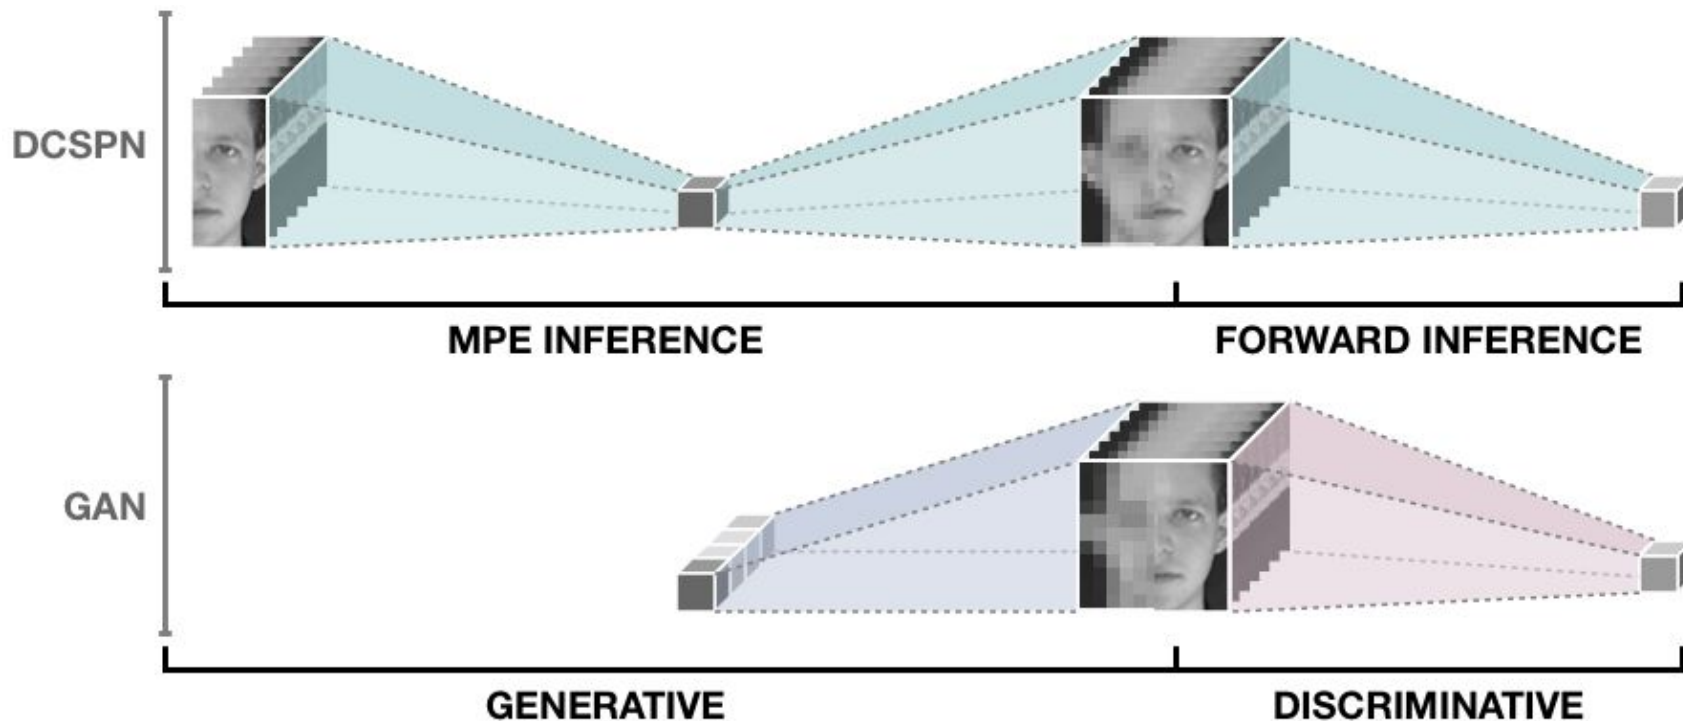 DCSPN
MPE INFERENCE
FORWARD INFERENCE
GAN
GENERATIVE
DISCRIMINATIVE